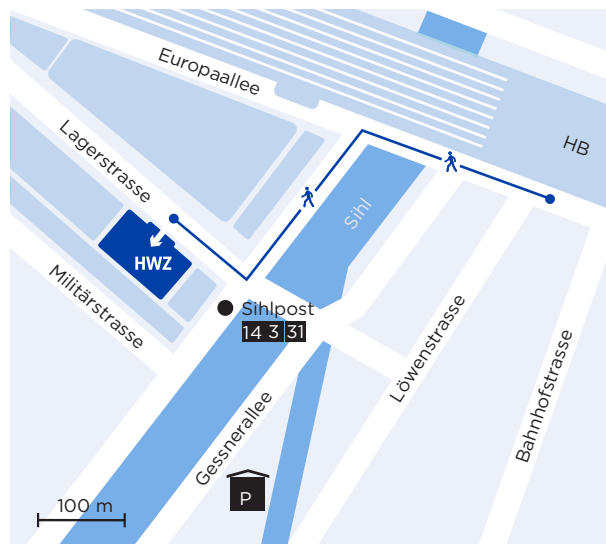 Europaallee
HB
Lagerstrasse
Sihl
HWZ
Militärstrasse
Sihlpost
14 3 31
Löwenstrasse
Bahnhofstrasse
Gessnerallee
P
100 m